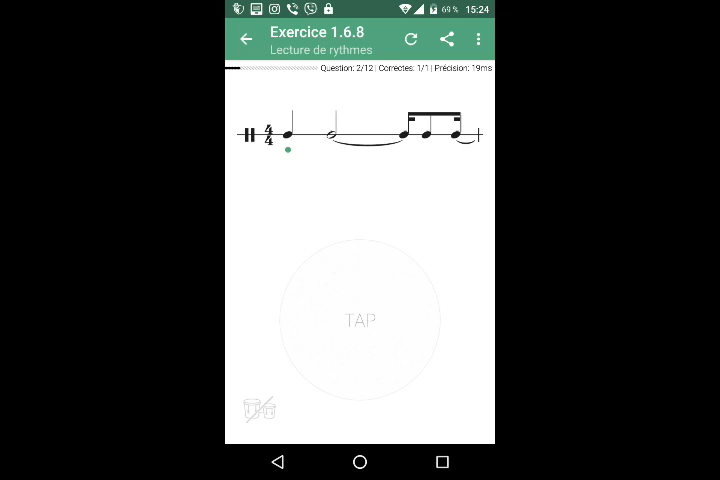 69 % 15:24
Exercice 1.6.8
Lecture de rythmes
Question: 2/12 | Correctes: 1/1 | Précision: 19ms
4
4
TAP